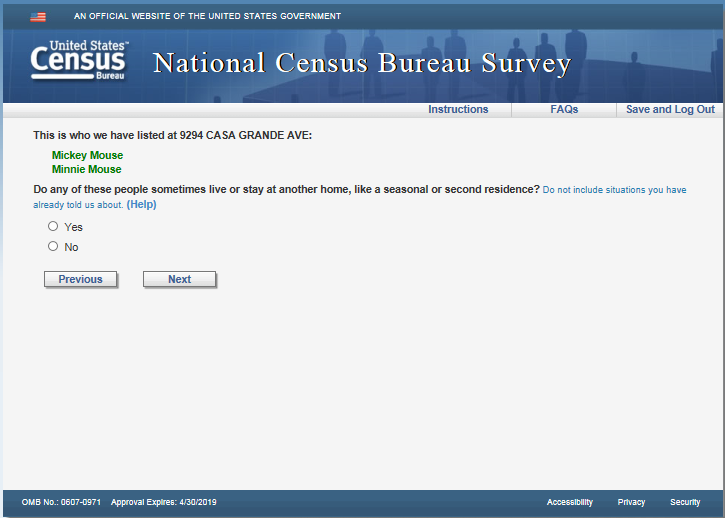 AN OFFICIAL WEBSITE OF THE UNITED STATES GOVERNMENT
United States™
Census
Bureau
National Census Bureau Survey
Instructions FAQs Save and Log Out
This is who we have listed at 9294 CASA GRANDE AVE:
Mickey Mouse
Minnie Mouse
Do any of these people sometimes live or stay at another home, like a seasonal or second residence? Do not include situations you have
already told us about. (Help)
Yes
No
Previous Next
OMB No.: 0607-0971 Approval Expires: 4/30/2019 Accessibility Privacy Security